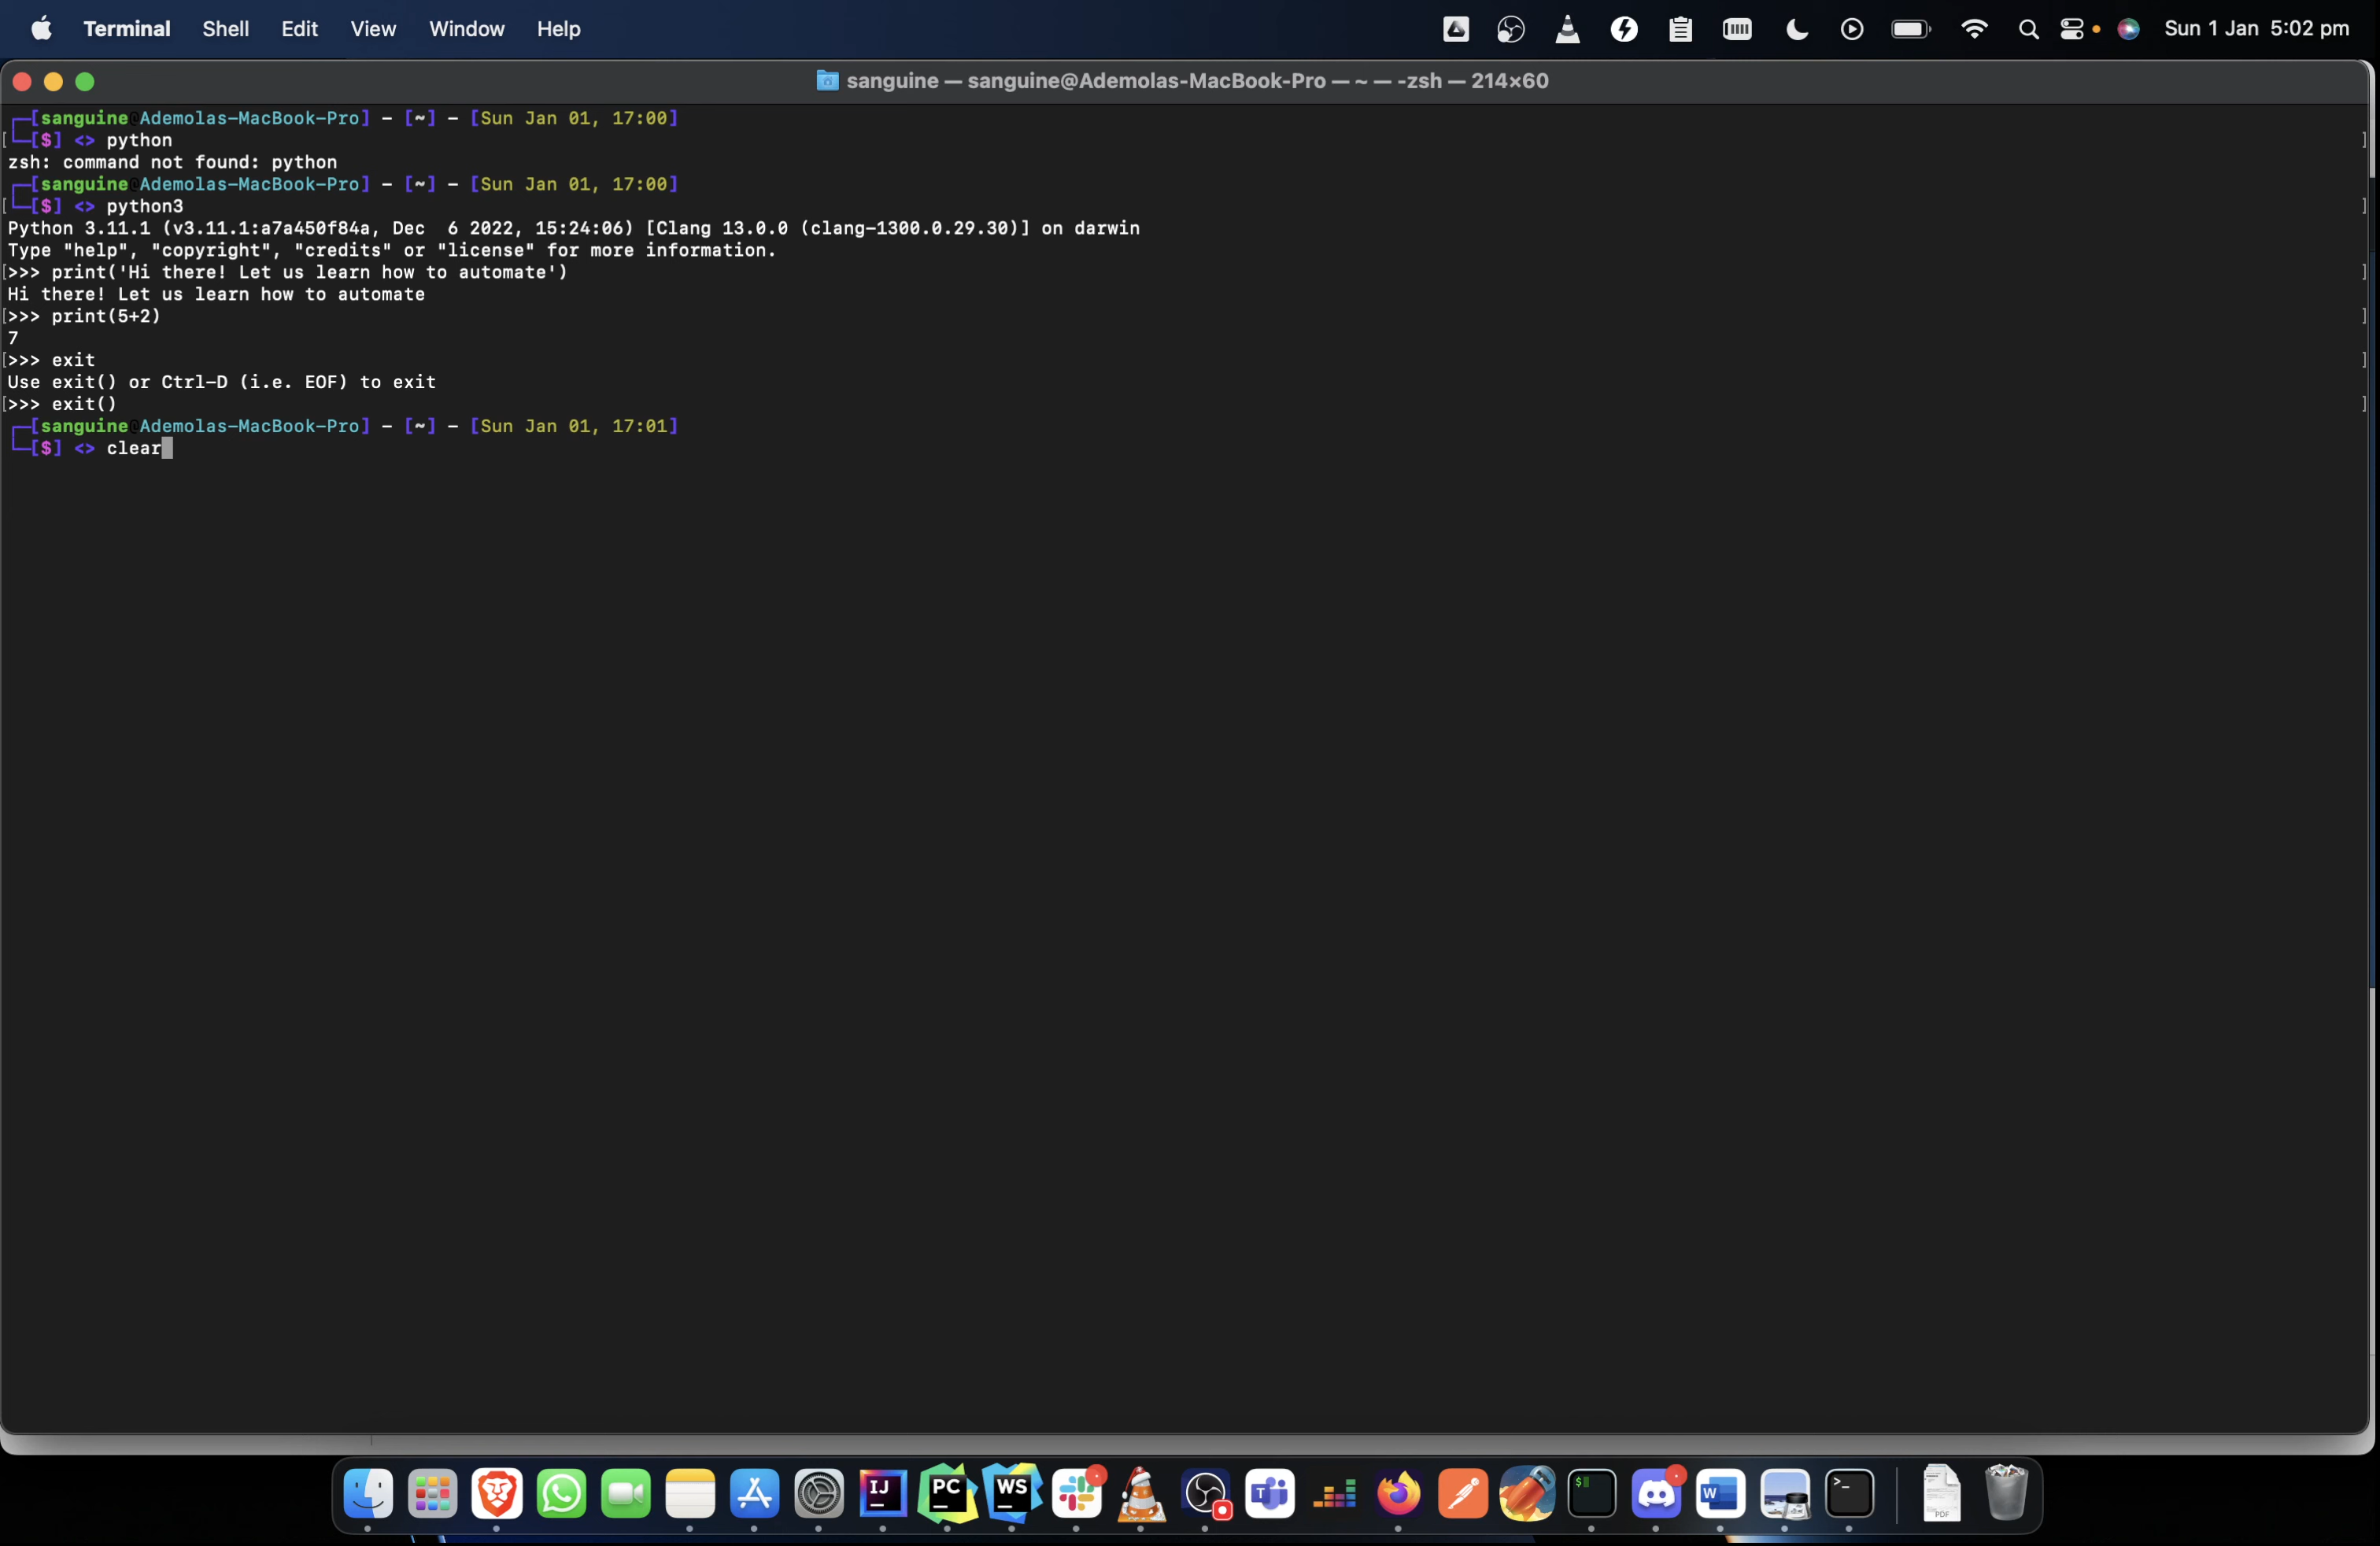 Terminal Shell Edit View Window Help Sun 1 Jan 5:02 pm
sanguine — sanguine@Ademolas-MacBook-Pro — ~ — -zsh — 214×60
┌─[sanguine@Ademolas-MacBook-Pro] - [~] - [Sun Jan 01, 17:00]
[└─[$] <> python ]
zsh: command not found: python
┌─[sanguine@Ademolas-MacBook-Pro] - [~] - [Sun Jan 01, 17:00]
[└─[$] <> python3 ]
Python 3.11.1 (v3.11.1:a7a450f84a, Dec  6 2022, 15:24:06) [Clang 13.0.0 (clang-1300.0.29.30)] on darwin
Type "help", "copyright", "credits" or "license" for more information.
[>>> print('Hi there! Let us learn how to automate') ]
Hi there! Let us learn how to automate
[>>> print(5+2) ]
7
[>>> exit ]
Use exit() or Ctrl-D (i.e. EOF) to exit
[>>> exit() ]
┌─[sanguine@Ademolas-MacBook-Pro] - [~] - [Sun Jan 01, 17:01]
└─[$] <> clear
IJ PC WS T $ W >_ PDF